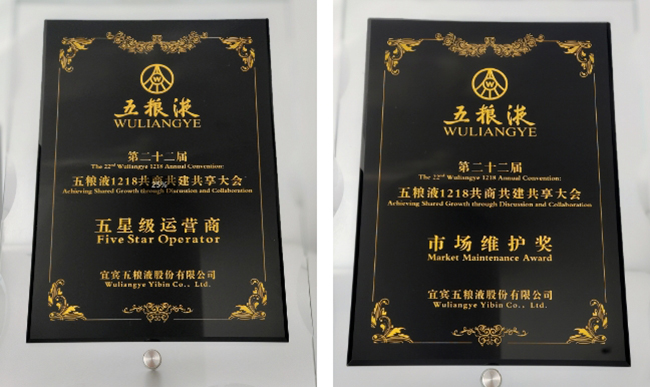 五粮液
WULIANGYE
第二十二届
The 22nd Wuliangye 1218 Annual Convention:
五粮液1218共商共建共享大会
Achieving Shared Growth through Discussion and Collaboration
五星级运营商
Five Star Operator
宜宾五粮液股份有限公司
Wuliangye Yibin Co., Ltd.
五粮液
WULIANGYE
第二十二届
The 22nd Wuliangye 1218 Annual Convention:
五粮液1218共商共建共享大会
Achieving Shared Growth through Discussion and Collaboration
市场维护奖
Market Maintenance Award
宜宾五粮液股份有限公司
Wuliangye Yibin Co., Ltd.